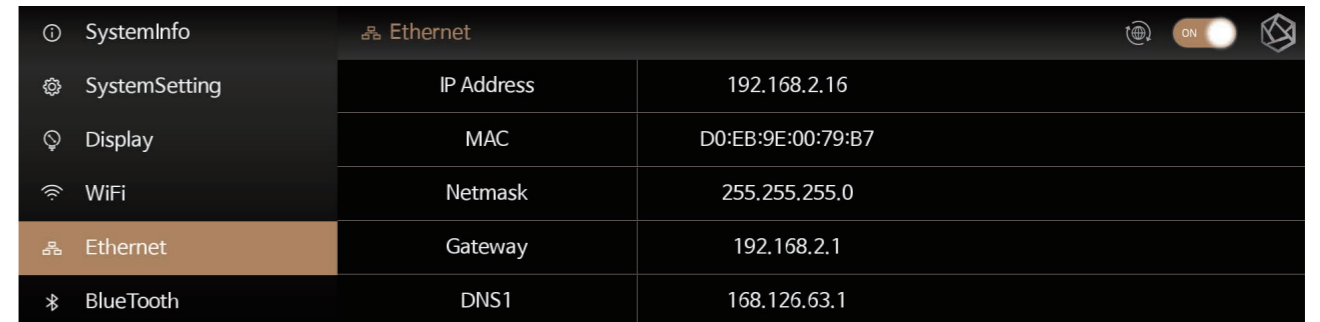 SystemInfo
Ethernet
ON
SystemSetting
IP Address 192.168.2.16
Display
MAC D0:EB:9E:00:79:B7
WiFi
Netmask 255.255.255.0
Ethernet
Gateway 192.168.2.1
BlueTooth
DNS1 168.126.63.1